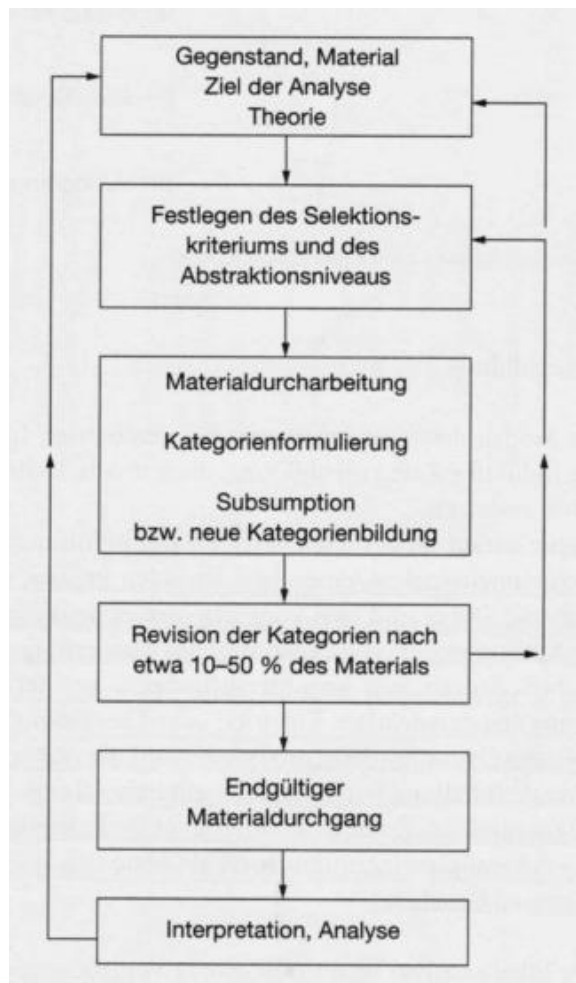 Gegenstand, Material
Ziel der Analyse
Theorie
Festlegen des Selektions-
kriteriums und des
Abstraktionsniveaus
Materialdurcharbeitung
Kategorienformulierung
Subsumption
bzw. neue Kategorienbildung
Revision der Kategorien nach
etwa 10–50 % des Materials
Endgültiger
Materialdurchgang
Interpretation, Analyse